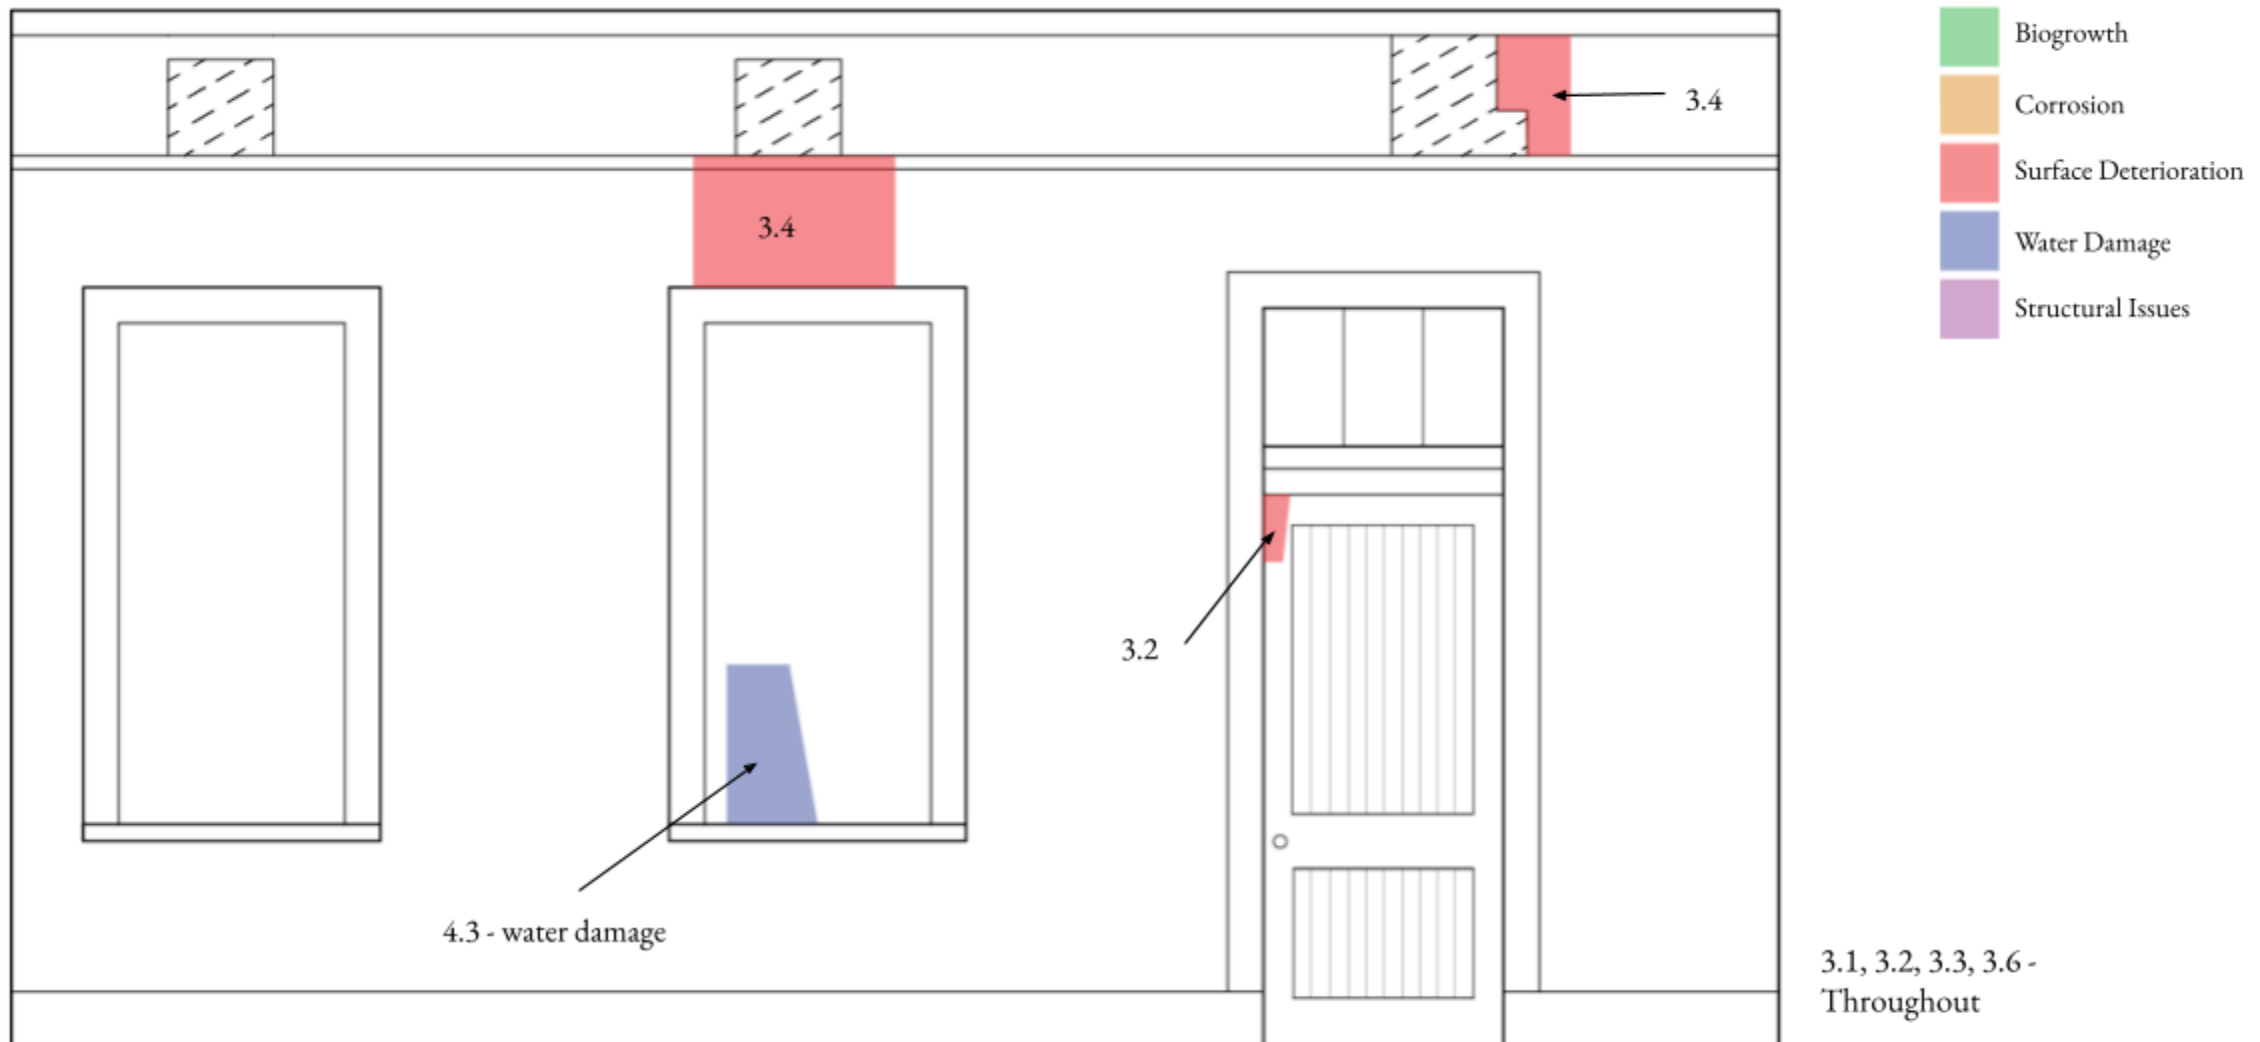 Biogrowth
Corrosion
Surface Deterioration
Water Damage
Structural Issues
3.4
3.4
3.2
4.3 - water damage
3.1, 3.2, 3.3, 3.6 -
Throughout